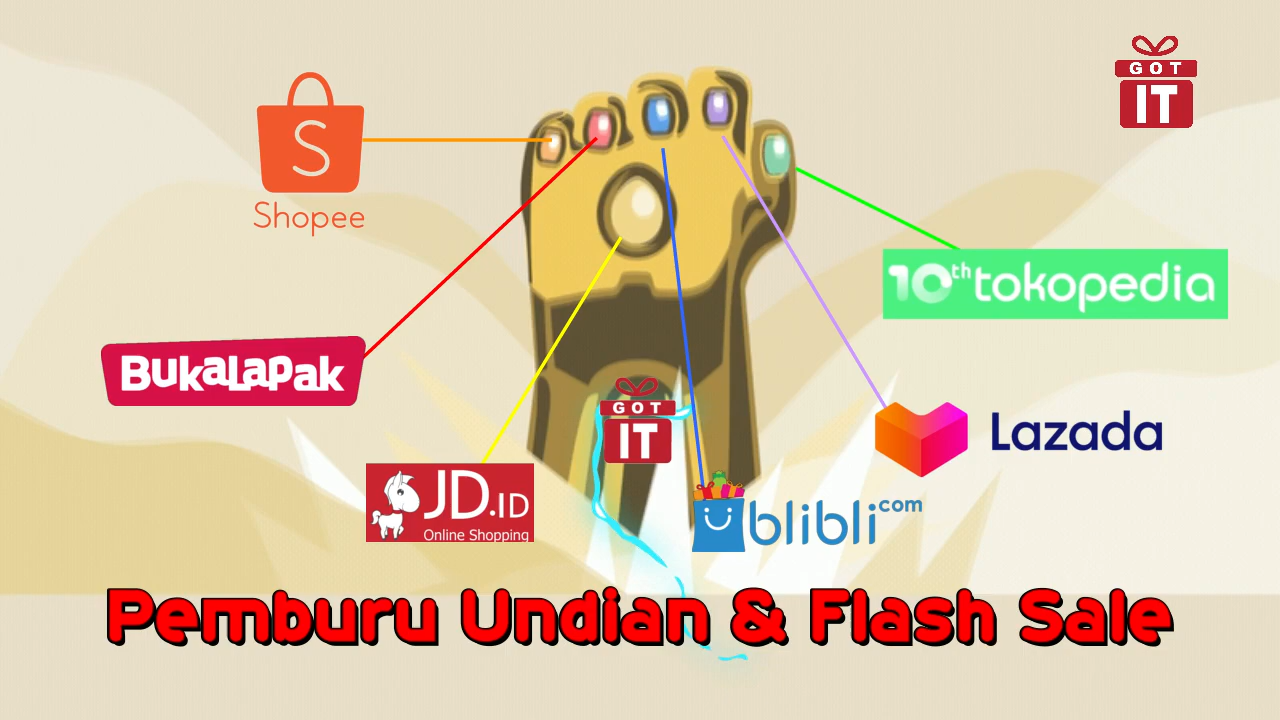 GOT
IT
S
Shopee
10th tokopedia
BukaLaPak
Lazada
GOT
IT
JD.ID
Online Shopping
blibli.com
Pemburu Undian & Flash Sale